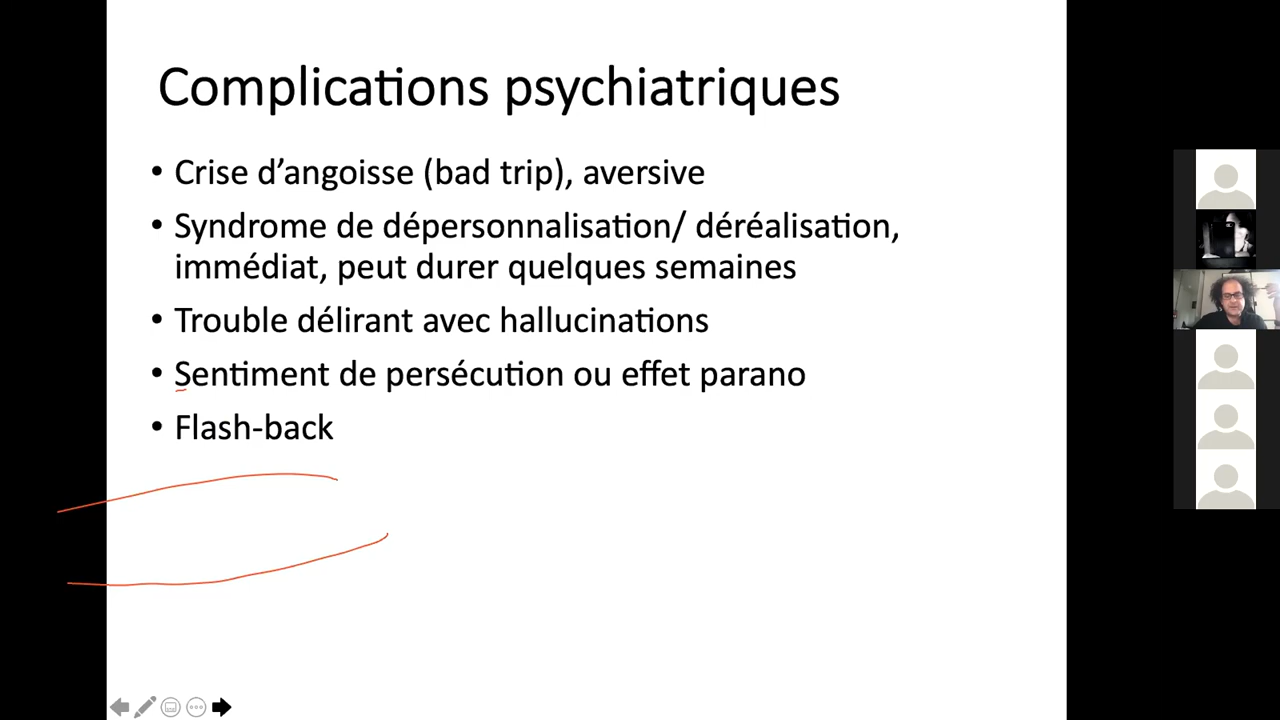 Complications psychiatriques
• Crise d’angoisse (bad trip), aversive
• Syndrome de dépersonnalisation/ déréalisation,
immédiat, peut durer quelques semaines
• Trouble délirant avec hallucinations
• Sentiment de persécution ou effet parano
• Flash-back